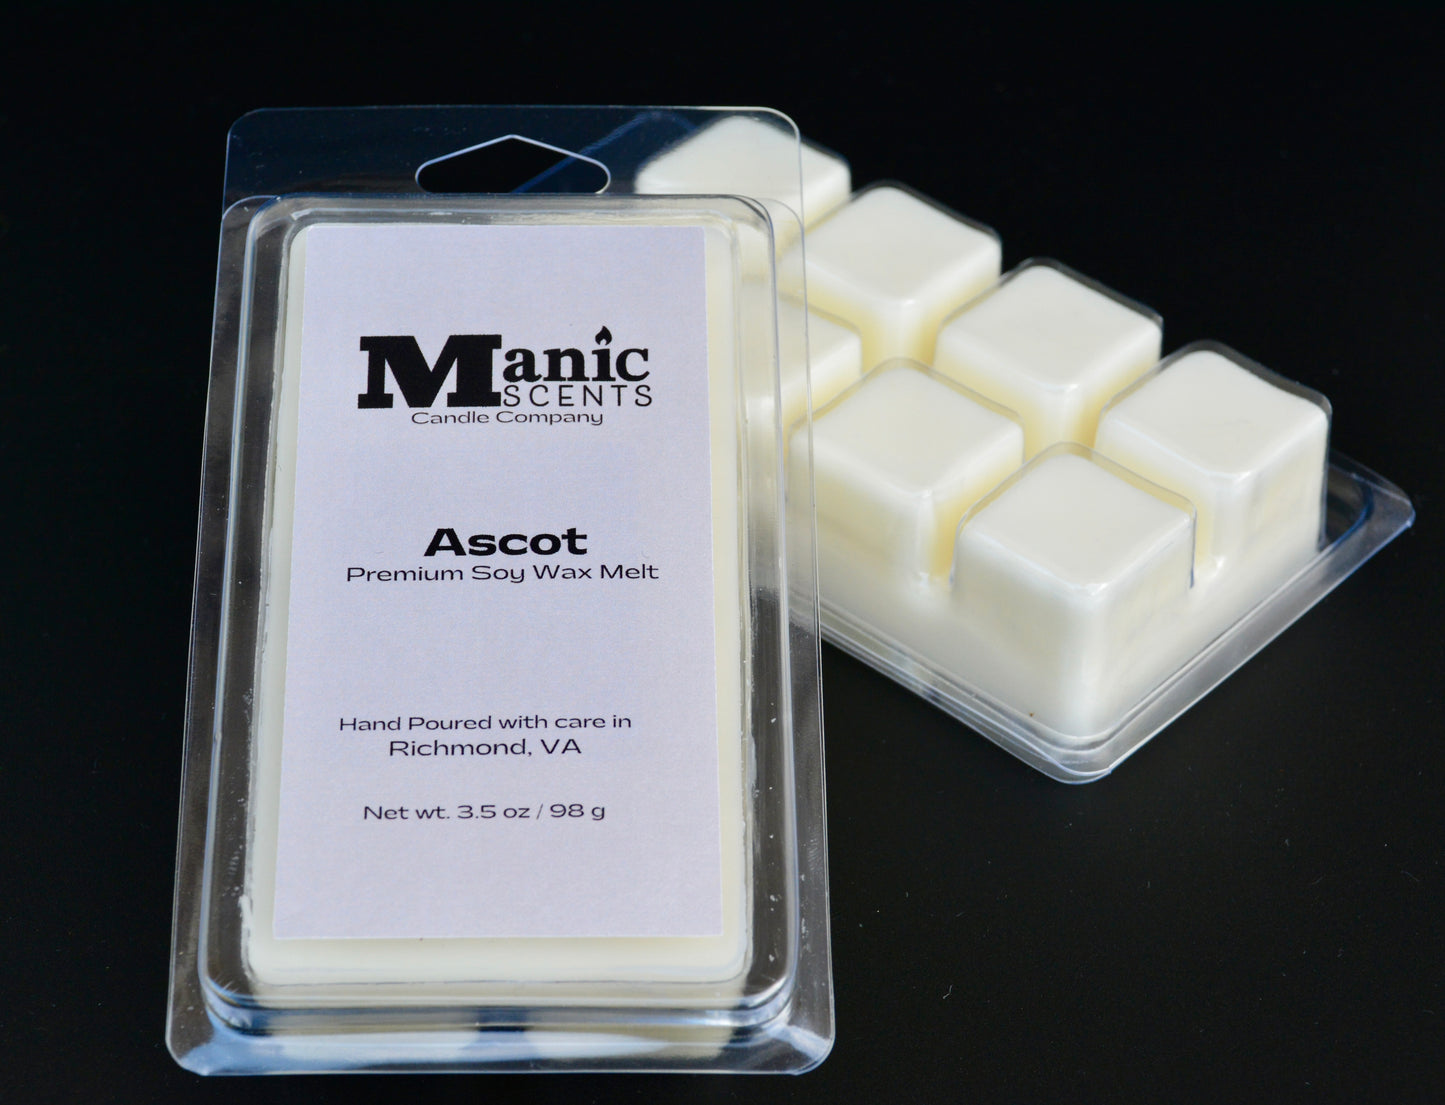 Manic
SCENTS
Candle Company
Ascot
Premium Soy Wax Melt
Hand Poured with care in
Richmond, VA
Net wt. 3.5 oz / 98 g